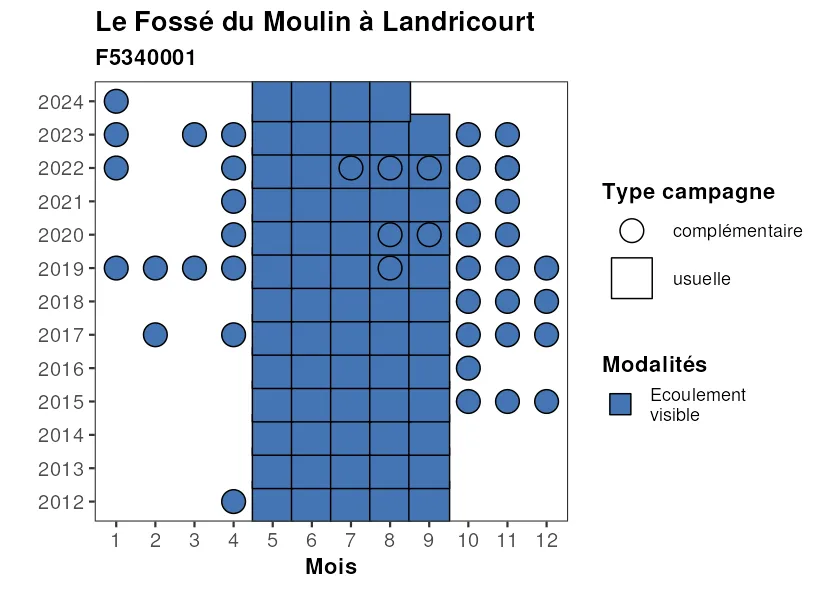 Le Fossé du Moulin à Landricourt
F5340001
2024
2023
2022
2021
2020
2019
2018
2017
2016
2015
2014
2013
2012
1 2 3 4 5 6 7 8 9 10 11 12
Mois
Type campagne
complémentaire
usuelle
Modalités
Ecoulement
visible